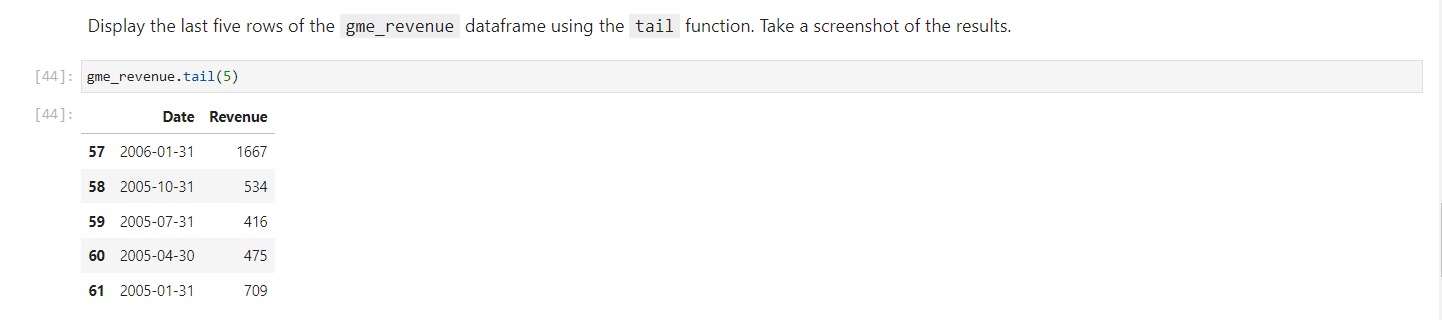 Display the last five rows of the gme_revenue dataframe using the tail function. Take a screenshot of the results.
[44]: gme_revenue.tail(5)
[44]:
Date Revenue
57 2006-01-31 1667
58 2005-10-31 534
59 2005-07-31 416
60 2005-04-30 475
61 2005-01-31 709